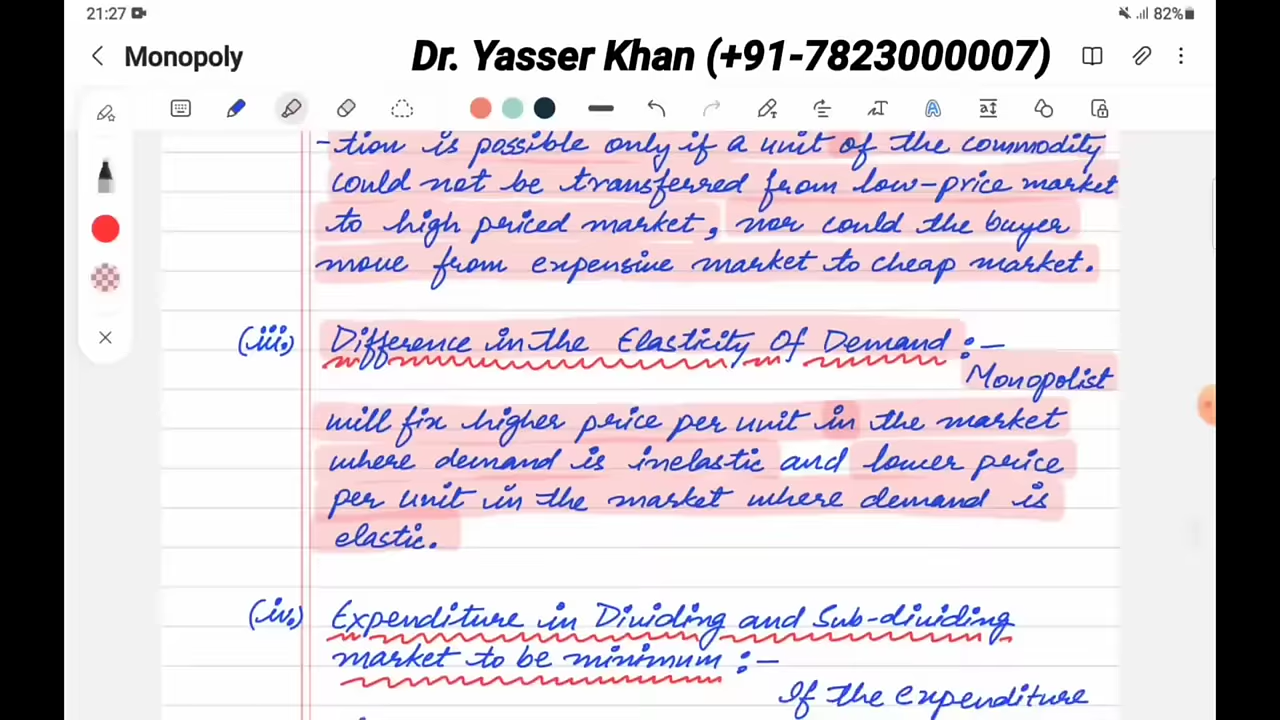 21:27
82%
Monopoly
Dr. Yasser Khan (+91-7823000007)
-tion is possible only if a unit of the commodity
could not be transferred from low-price market
to high priced market, nor could the buyer
move from expensive market to cheap market.
(iii.) Difference in the Elasticity Of Demand :-
Monopolist
will fix higher price per unit in the market
where demand is inelastic and lower price
per unit in the market where demand is
elastic.
(iv.) Expenditure in Dividing and Sub-dividing
market to be minimum :-
If the expenditure